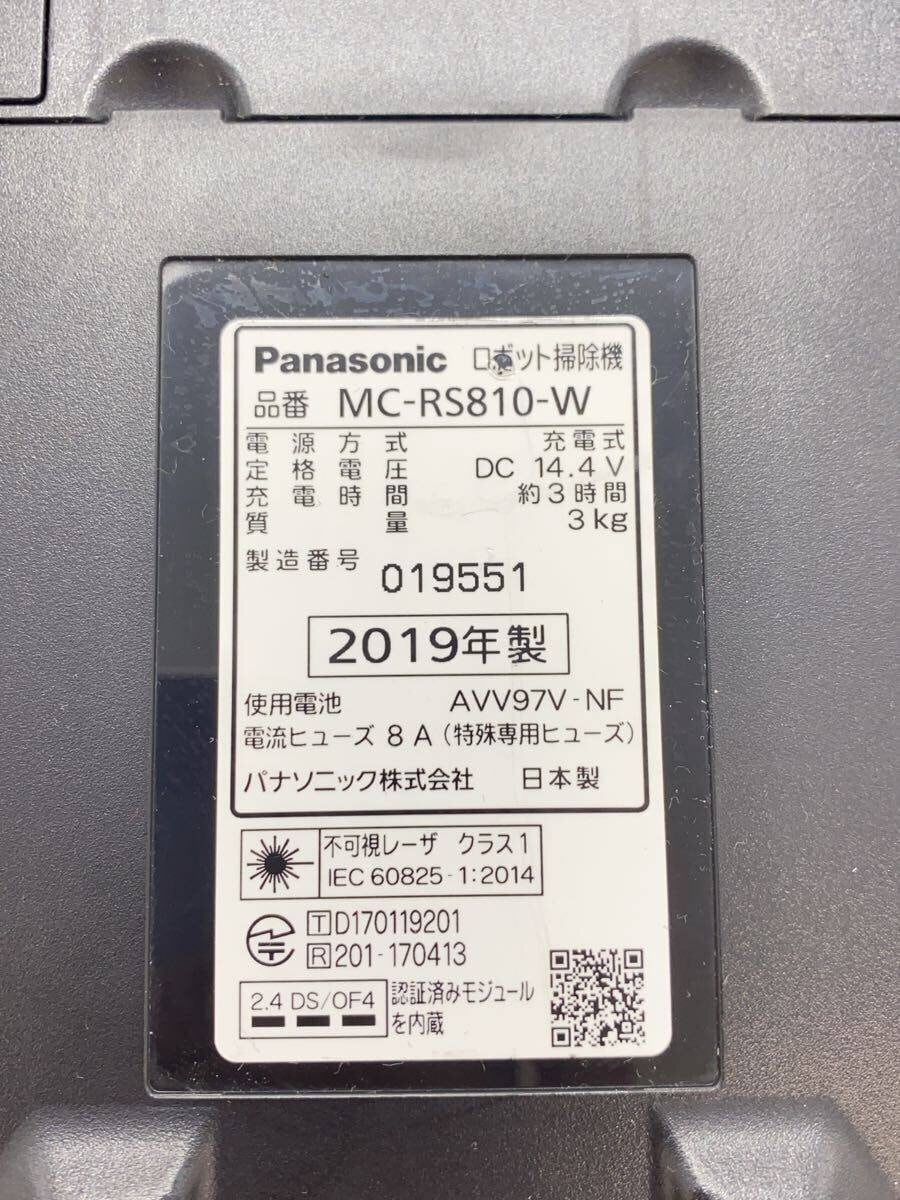 Panasonic ロボット掃除機
品番 MC-RS810-W
電源方式 充電式
定格電圧 DC 14.4 V
充電時間 約3時間
質量 3 kg
製造番号 019551
2019年製
使用電池 AVV97V-NF
電流ヒューズ 8 A (特殊専用ヒューズ)
パナソニック株式会社 日本製
不可視レーザ クラス1
IEC 60825-1:2014
T D170119201
R 201-170413
2.4 DS/OF4
認証済みモジュール
を内蔵